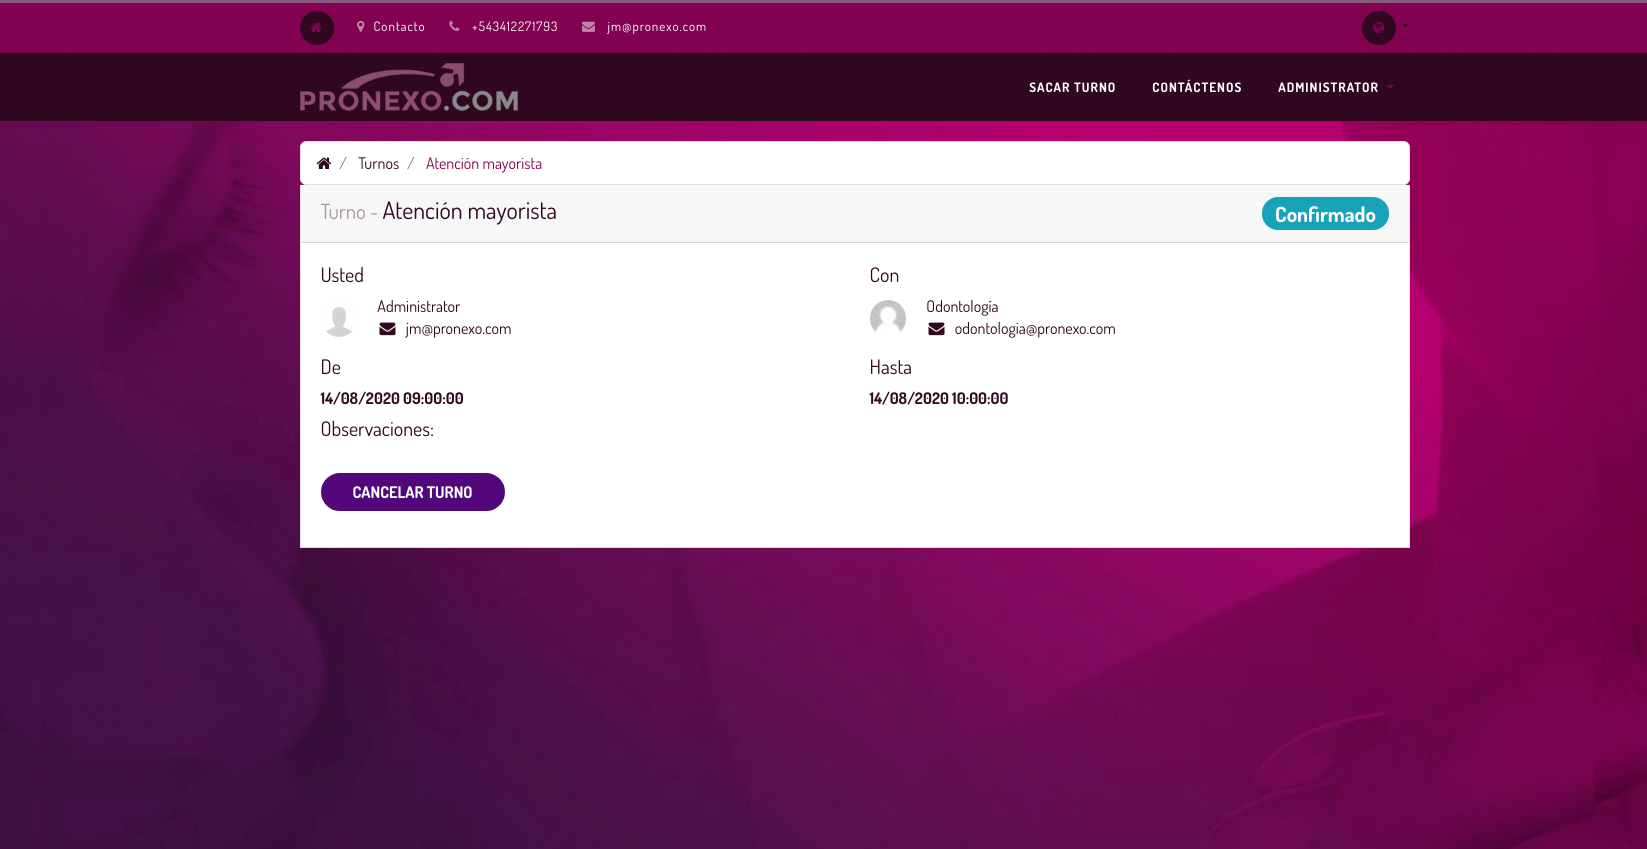 Contacto +543412271793 jm@pronexo.com
PRONEXO.COM
SACAR TURNO CONTÁCTENOS ADMINISTRATOR
/ Turnos / Atención mayorista
Turno - Atención mayorista
Confirmado
Usted
Administrator
jm@pronexo.com
Con
Odontología
odontologia@pronexo.com
De
14/08/2020 09:00:00
Hasta
14/08/2020 10:00:00
Observaciones:
CANCELAR TURNO